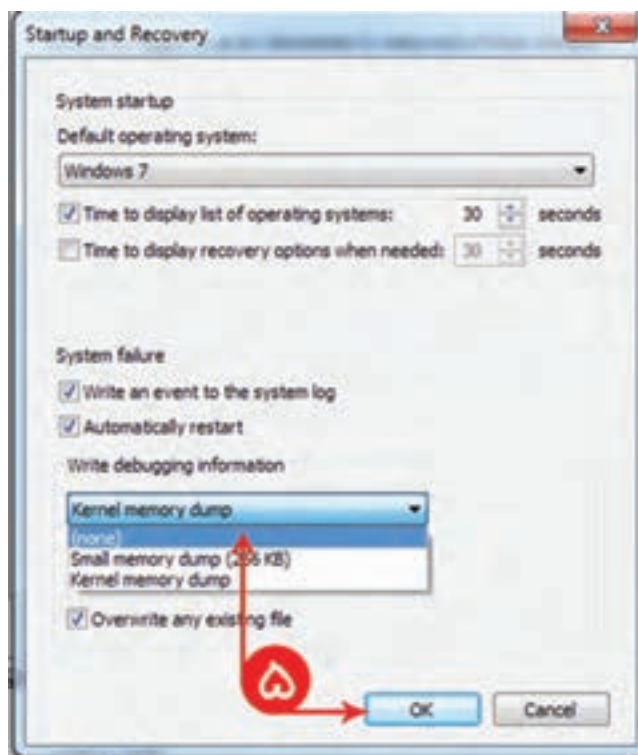 Startup and Recovery
System startup
Default operating system:
Windows 7
Time to display list of operating systems: 30 seconds
Time to display recovery options when needed: 30 seconds
System failure
Write an event to the system log
Automatically restart
Write debugging information
Kernel memory dump
(none)
Small memory dump (256 KB)
Kernel memory dump
Overwrite any existing file
۵
OK Cancel